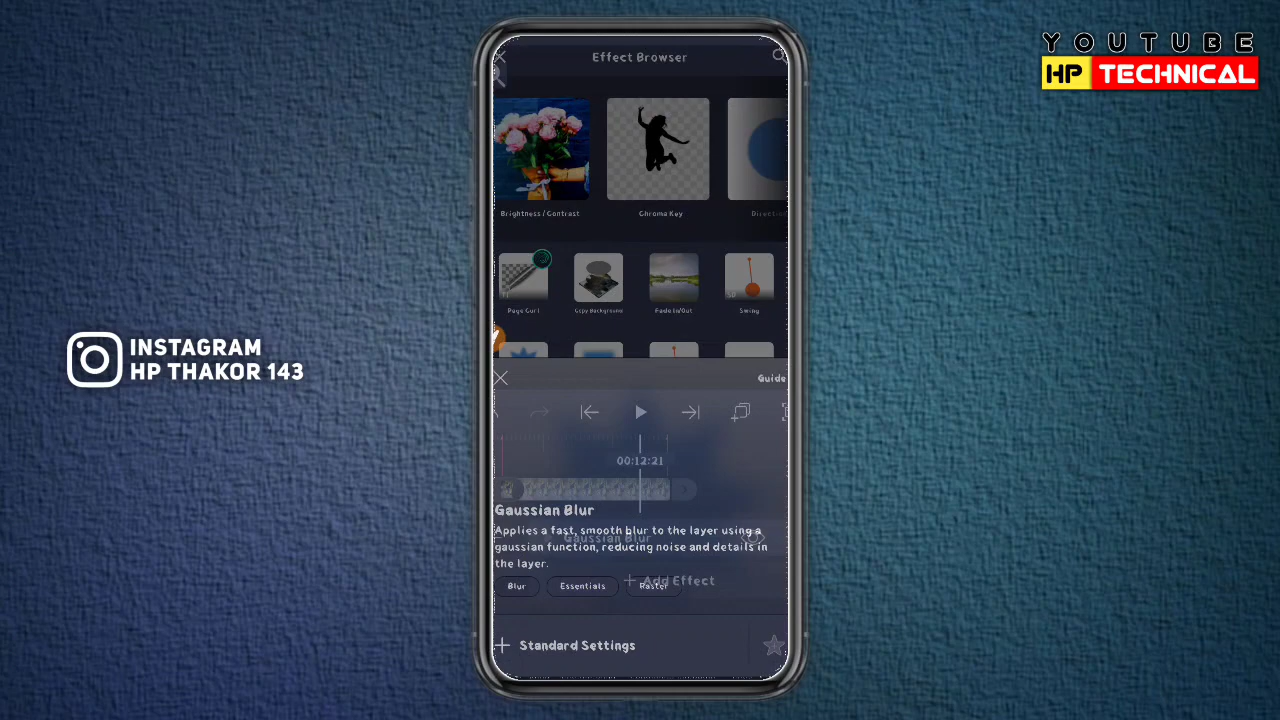 YOUTUBE
HP TECHNICAL
Effect Browser
Brightness / Contrast
Chroma Key
Page Curl
Copy Background
Fade In/Out
Swing
INSTAGRAM
HP THAKOR 143
Guide
00:12:21
Gaussian Blur
Applies a fast, smooth blur to the layer using a
Gaussian Blur
gaussian function, reducing noise and details in
the layer.
+ Add Effect
Blur
Essentials
Raster
+ Standard Settings